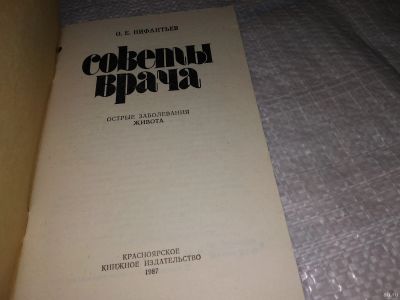 О. Е. НИФАНТЬЕВ
советы
врача
ОСТРЫЕ ЗАБОЛЕВАНИЯ
ЖИВОТА
КРАСНОЯРСКОЕ
КНИЖНОЕ ИЗДАТЕЛЬСТВО
1987